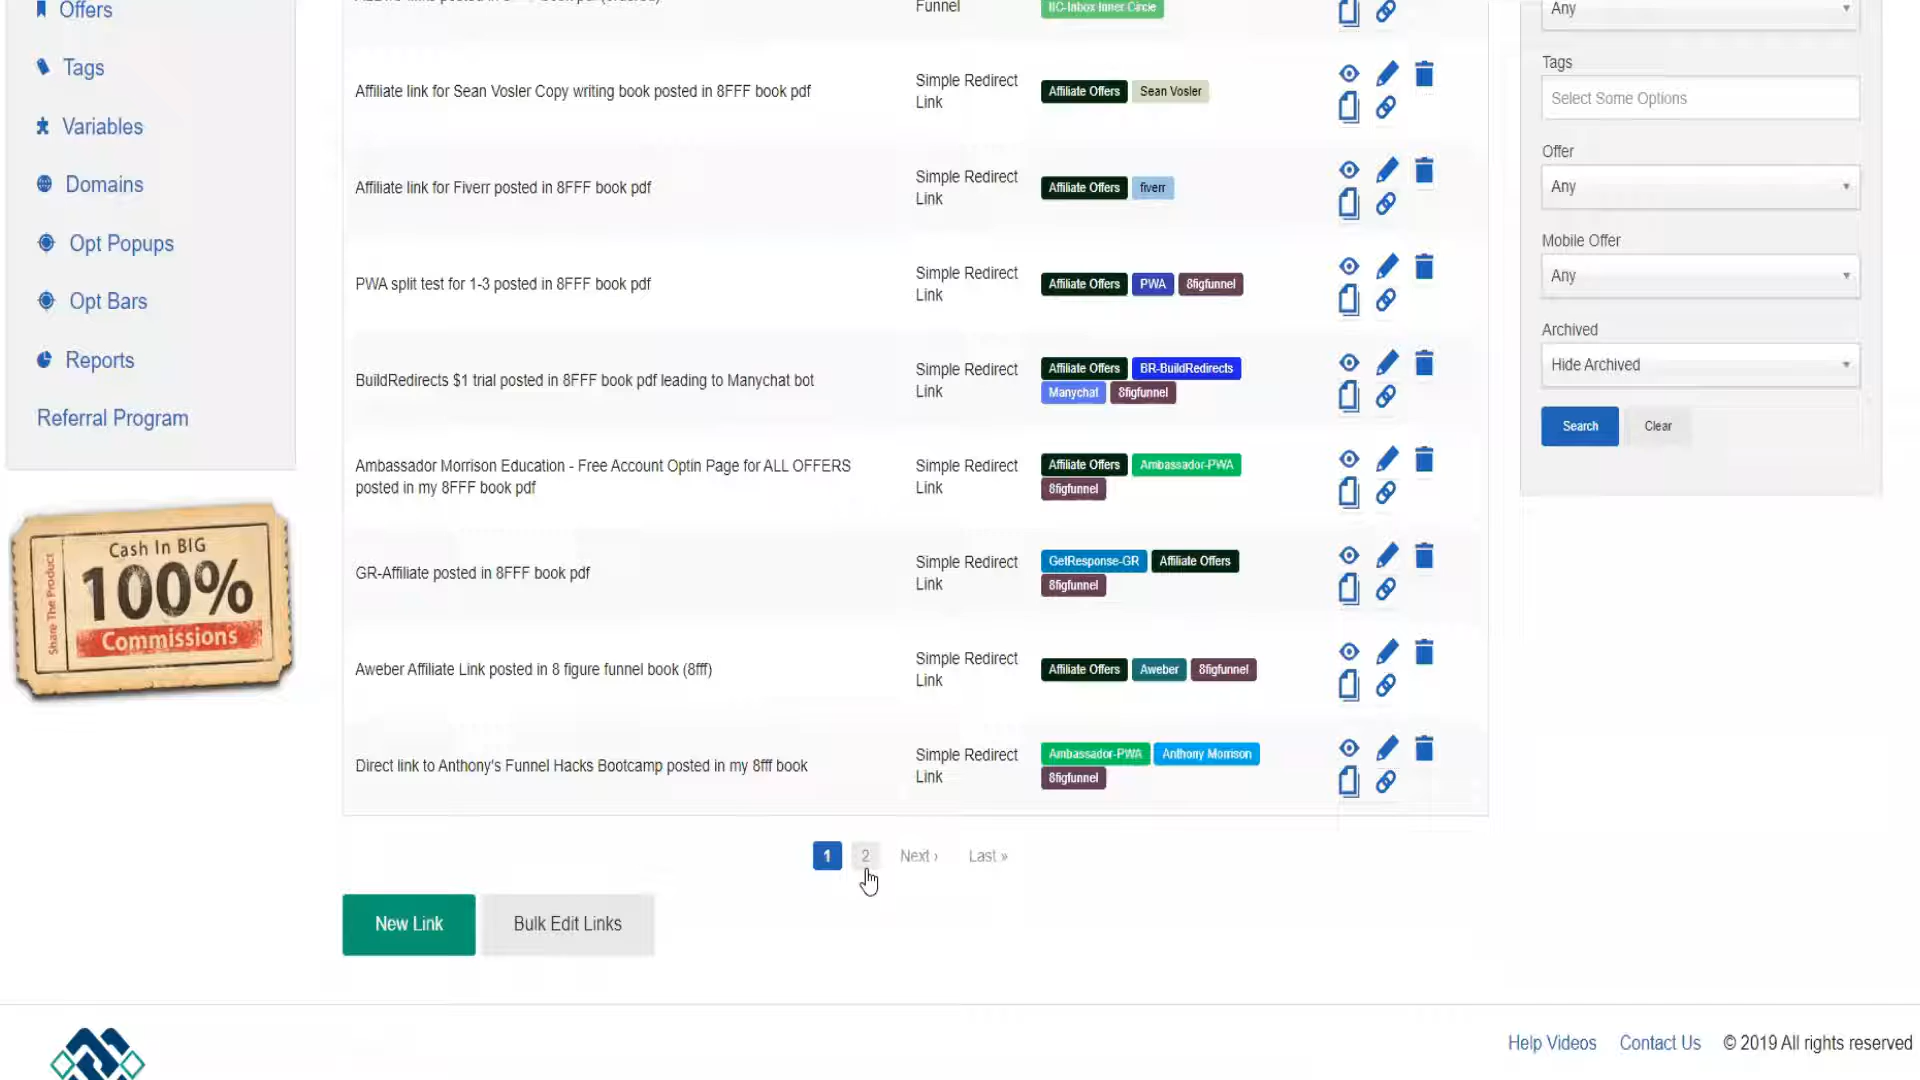 Offers
Tags
Variables
Domains
Opt Popups
Opt Bars
Reports
Referral Program
Share The Product
Cash In BIG
100%
Commissions
Funnel
IIC-Inbox Inner Circle
Affiliate link for Sean Vosler Copy writing book posted in 8FFF book pdf
Simple Redirect
Link
Affiliate Offers Sean Vosler
Affiliate link for Fiverr posted in 8FFF book pdf
Simple Redirect
Link
Affiliate Offers fiverr
PWA split test for 1-3 posted in 8FFF book pdf
Simple Redirect
Link
Affiliate Offers PWA 8figfunnel
BuildRedirects $1 trial posted in 8FFF book pdf leading to Manychat bot
Simple Redirect
Link
Affiliate Offers BR-BuildRedirects
Manychat 8figfunnel
Ambassador Morrison Education - Free Account Optin Page for ALL OFFERS
posted in my 8FFF book pdf
Simple Redirect
Link
Affiliate Offers Ambassador-PWA
8figfunnel
GR-Affiliate posted in 8FFF book pdf
Simple Redirect
Link
GetResponse-GR Affiliate Offers
8figfunnel
Aweber Affiliate Link posted in 8 figure funnel book (8fff)
Simple Redirect
Link
Affiliate Offers Aweber 8figfunnel
Direct link to Anthony's Funnel Hacks Bootcamp posted in my 8fff book
Simple Redirect
Link
Ambassador-PWA Anthony Morrison
8figfunnel
1 2 Next › Last »
New Link Bulk Edit Links
Any
Tags
Select Some Options
Offer
Any
Mobile Offer
Any
Archived
Hide Archived
Search Clear
Help Videos Contact Us © 2019 All rights reserved